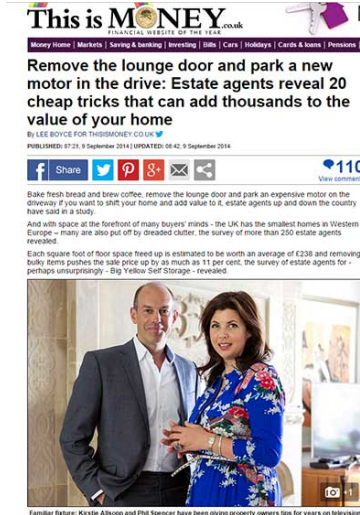 This is MONEY.co.uk
FINANCIAL WEBSITE OF THE YEAR
Money Home | Markets | Saving & banking | Investing | Bills | Cars | Holidays | Cards & loans | Pensions
Remove the lounge door and park a new
motor in the drive: Estate agents reveal 20
cheap tricks that can add thousands to the
value of your home
By LEE BOYCE FOR THISISMONEY.CO.UK
PUBLISHED: 07:21, 9 September 2014 | UPDATED: 08:42, 9 September 2014
f Share
110
View comments
Bake fresh bread and brew coffee, remove the lounge door and park an expensive motor on the
driveway if you want to shift your home and add value to it, estate agents up and down the country
have said in a study.
And with space at the forefront of many buyers' minds - the UK has the smallest homes in Western
Europe – many are also put off by dreaded clutter, the survey of more than 250 estate agents
revealed.
Each square foot of floor space freed up is estimated to be worth an average of £238 and removing
bulky items pushes the sale price up by as much as 11 per cent, the survey of estate agents for -
perhaps unsurprisingly - Big Yellow Self Storage - revealed.
+1
Familiar fixture: Kirstie Allsopp and Phil Spencer have been giving property owners tips for years on television